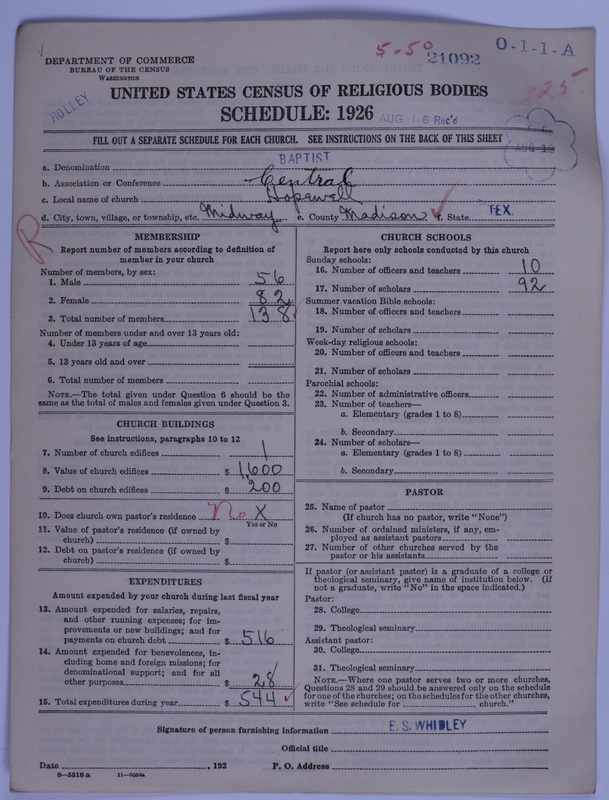 5-50
21092
0-1-1-A
DEPARTMENT OF COMMERCE
BUREAU OF THE CENSUS
WASHINGTON
HOLLEY
UNITED STATES CENSUS OF RELIGIOUS BODIES
825
SCHEDULE: 1926
AUG 18 Rec'd
FILL OUT A SEPARATE SCHEDULE FOR EACH CHURCH. SEE INSTRUCTIONS ON THE BACK OF THIS SHEET
a. Denomination BAPTIST
b. Association or Conference Central
c. Local name of church Hopewell
d. City, town, village, or township, etc. Midway e. County Madison f. State TEX.
R
MEMBERSHIP
Report number of members according to definition of
member in your church
Number of members, by sex:
1. Male 56
2. Female 82
3. Total number of members 138
Number of members under and over 13 years old:
4. Under 13 years of age
5. 13 years old and over
6. Total number of members
NOTE.—The total given under Question 6 should be the
same as the total of males and females given under Question 3.
CHURCH BUILDINGS
See instructions, paragraphs 10 to 12
7. Number of church edifices 1
8. Value of church edifices $ 1,600
9. Debt on church edifices $ 200
10. Does church own pastor's residence No X
Yes or No
11. Value of pastor's residence (if owned by
church) $
12. Debt on pastor's residence (if owned by
church) $
EXPENDITURES
Amount expended by your church during last fiscal year
13. Amount expended for salaries, repairs,
and other running expenses; for im-
provements or new buildings; and for
payments on church debt $ 516
14. Amount expended for benevolences, in-
cluding home and foreign missions; for
denominational support; and for all
other purposes $ 28
15. Total expenditures during year $ 544
CHURCH SCHOOLS
Report here only schools conducted by this church
Sunday schools:
16. Number of officers and teachers 10
17. Number of scholars 92
Summer vacation Bible schools:
18. Number of officers and teachers
19. Number of scholars
Week-day religious schools:
20. Number of officers and teachers
21. Number of scholars
Parochial schools:
22. Number of administrative officers
23. Number of teachers—
a. Elementary (grades 1 to 8)
b. Secondary
24. Number of scholars—
a. Elementary (grades 1 to 8)
b. Secondary
PASTOR
25. Name of pastor
(If church has no pastor, write "None")
26. Number of ordained ministers, if any, em-
ployed as assistant pastors
27. Number of other churches served by the
pastor or his assistants
If pastor (or assistant pastor) is a graduate of a college or
theological seminary, give name of institution below. (If
not a graduate, write "No" in the space indicated.)
Pastor:
28. College
29. Theological seminary
Assistant pastor:
30. College
31. Theological seminary
NOTE.—Where one pastor serves two or more churches,
Questions 28 and 29 should be answered only on the schedule
for one of the churches; on the schedules for the other churches,
write "See schedule for church."
Signature of person furnishing information E. S. WHIDLEY
Official title
Date , 192 P. O. Address
8—5518 a 11—9054a